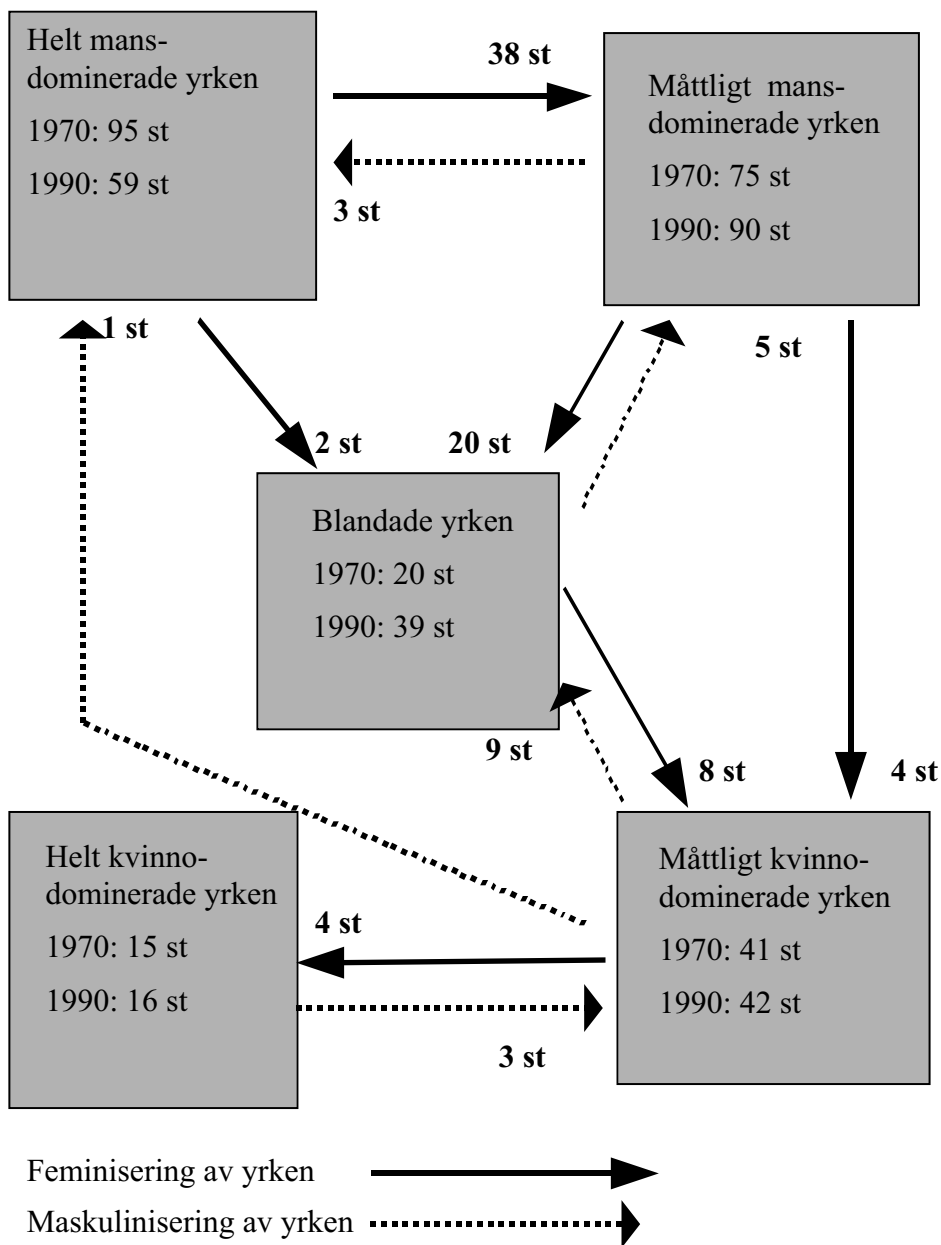 Helt mans-
dominerade yrken
1970: 95 st
1990: 59 st
38 st
3 st
Måttligt mans-
dominerade yrken
1970: 75 st
1990: 90 st
1 st
5 st
2 st
20 st
Blandade yrken
1970: 20 st
1990: 39 st
9 st
8 st
4 st
Helt kvinno-
dominerade yrken
1970: 15 st
1990: 16 st
4 st
3 st
Måttligt kvinno-
dominerade yrken
1970: 41 st
1990: 42 st
Feminisering av yrken
Maskulinisering av yrken